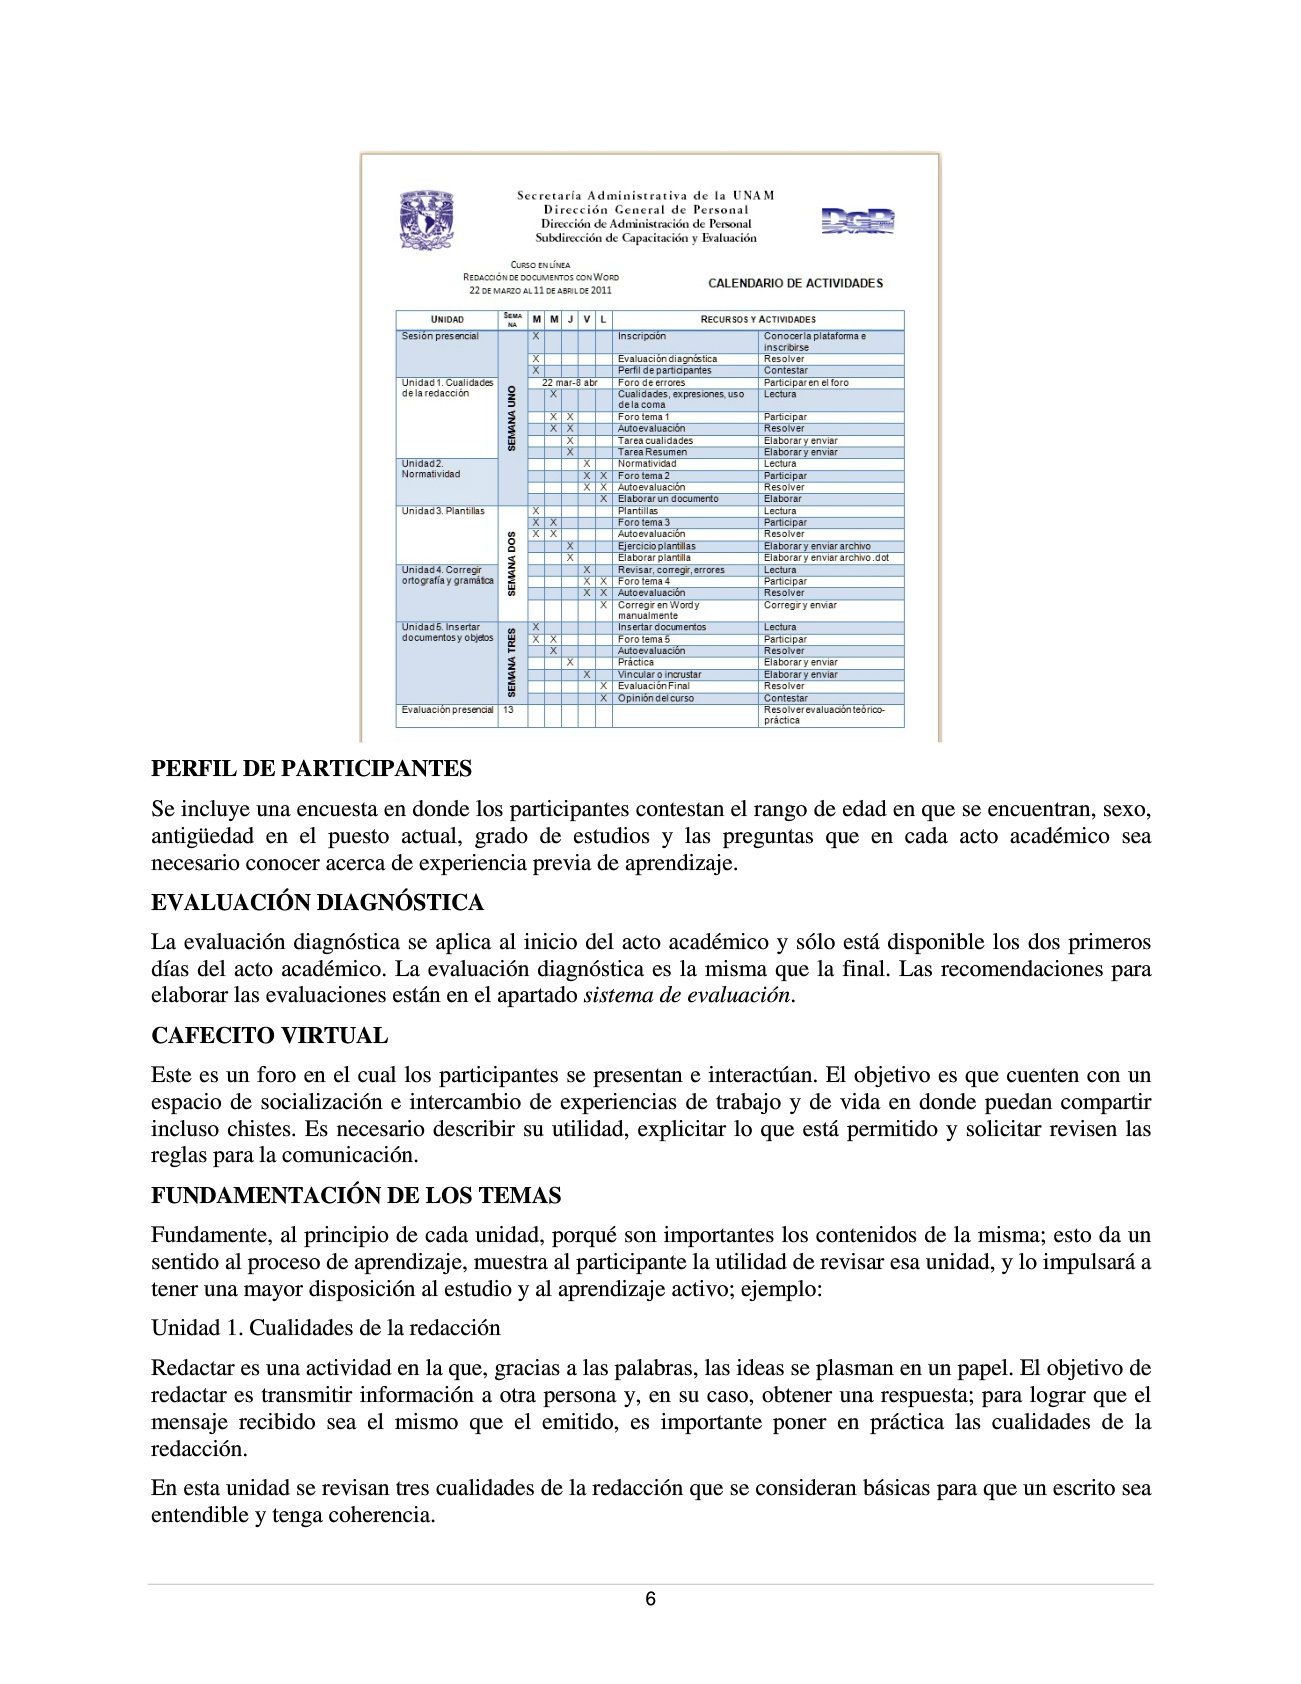 Secretaría Administrativa de la UNAM
Dirección General de Personal
Dirección de Administración de Personal
Subdirección de Capacitación y Evaluación
DGP
CURSO EN LÍNEA
REDACCIÓN DE DOCUMENTOS CON WORD
22 DE MARZO AL 11 DE ABRIL DE 2011
CALENDARIO DE ACTIVIDADES
UNIDAD SEMANA M M J V L RECURSOS Y ACTIVIDADES
Sesión presencial SEMANA UNO X Inscripción Conocer la plataforma e inscribirse
X Evaluación diagnóstica Resolver
X Perfil de participantes Contestar
Unidad 1. Cualidades de la redacción 22 mar-8 abr Foro de errores Participar en el foro
X Cualidades, expresiones, uso de la coma Lectura
X X Foro tema 1 Participar
X X Autoevaluación Resolver
X Tarea cualidades Elaborar y enviar
X Tarea Resumen Elaborar y enviar
Unidad 2. Normatividad X Normatividad Lectura
X X Foro tema 2 Participar
X X Autoevaluación Resolver
X Elaborar un documento Elaborar
Unidad 3. Plantillas SEMANA DOS X Plantillas Lectura
X X Foro tema 3 Participar
X X Autoevaluación Resolver
X Ejercicio plantillas Elaborar y enviar archivo
X Elaborar plantilla Elaborar y enviar archivo .dot
Unidad 4. Corregir ortografía y gramática X Revisar, corregir, errores Lectura
X X Foro tema 4 Participar
X X Autoevaluación Resolver
X Corregir en Word y manualmente Corregir y enviar
Unidad 5. Insertar documentos y objetos SEMANA TRES X Insertar documentos Lectura
X X Foro tema 5 Participar
X Autoevaluación Resolver
X Práctica Elaborar y enviar
X Vincular o incrustar Elaborar y enviar
X Evaluación Final Resolver
X Opinión del curso Contestar
Evaluación presencial 13 Resolver evaluación teórico-práctica
PERFIL DE PARTICIPANTES
Se incluye una encuesta en donde los participantes contestan el rango de edad en que se encuentran, sexo,
antigüedad en el puesto actual, grado de estudios y las preguntas que en cada acto académico sea
necesario conocer acerca de experiencia previa de aprendizaje.
EVALUACIÓN DIAGNÓSTICA
La evaluación diagnóstica se aplica al inicio del acto académico y sólo está disponible los dos primeros
días del acto académico. La evaluación diagnóstica es la misma que la final. Las recomendaciones para
elaborar las evaluaciones están en el apartado sistema de evaluación.
CAFECITO VIRTUAL
Este es un foro en el cual los participantes se presentan e interactúan. El objetivo es que cuenten con un
espacio de socialización e intercambio de experiencias de trabajo y de vida en donde puedan compartir
incluso chistes. Es necesario describir su utilidad, explicitar lo que está permitido y solicitar revisen las
reglas para la comunicación.
FUNDAMENTACIÓN DE LOS TEMAS
Fundamente, al principio de cada unidad, porqué son importantes los contenidos de la misma; esto da un
sentido al proceso de aprendizaje, muestra al participante la utilidad de revisar esa unidad, y lo impulsará a
tener una mayor disposición al estudio y al aprendizaje activo; ejemplo:
Unidad 1. Cualidades de la redacción
Redactar es una actividad en la que, gracias a las palabras, las ideas se plasman en un papel. El objetivo de
redactar es transmitir información a otra persona y, en su caso, obtener una respuesta; para lograr que el
mensaje recibido sea el mismo que el emitido, es importante poner en práctica las cualidades de la
redacción.
En esta unidad se revisan tres cualidades de la redacción que se consideran básicas para que un escrito sea
entendible y tenga coherencia.
6